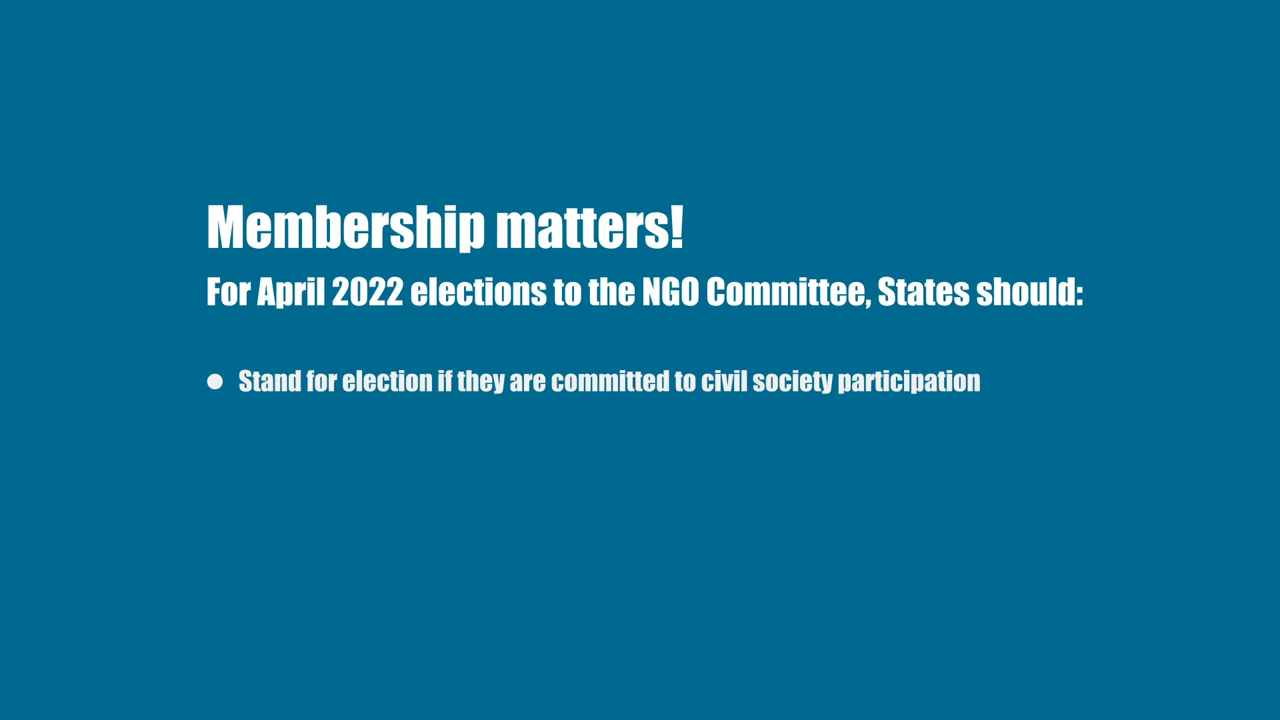 Membership matters!
For April 2022 elections to the NGO Committee, States should:
● Stand for election if they are committed to civil society participation